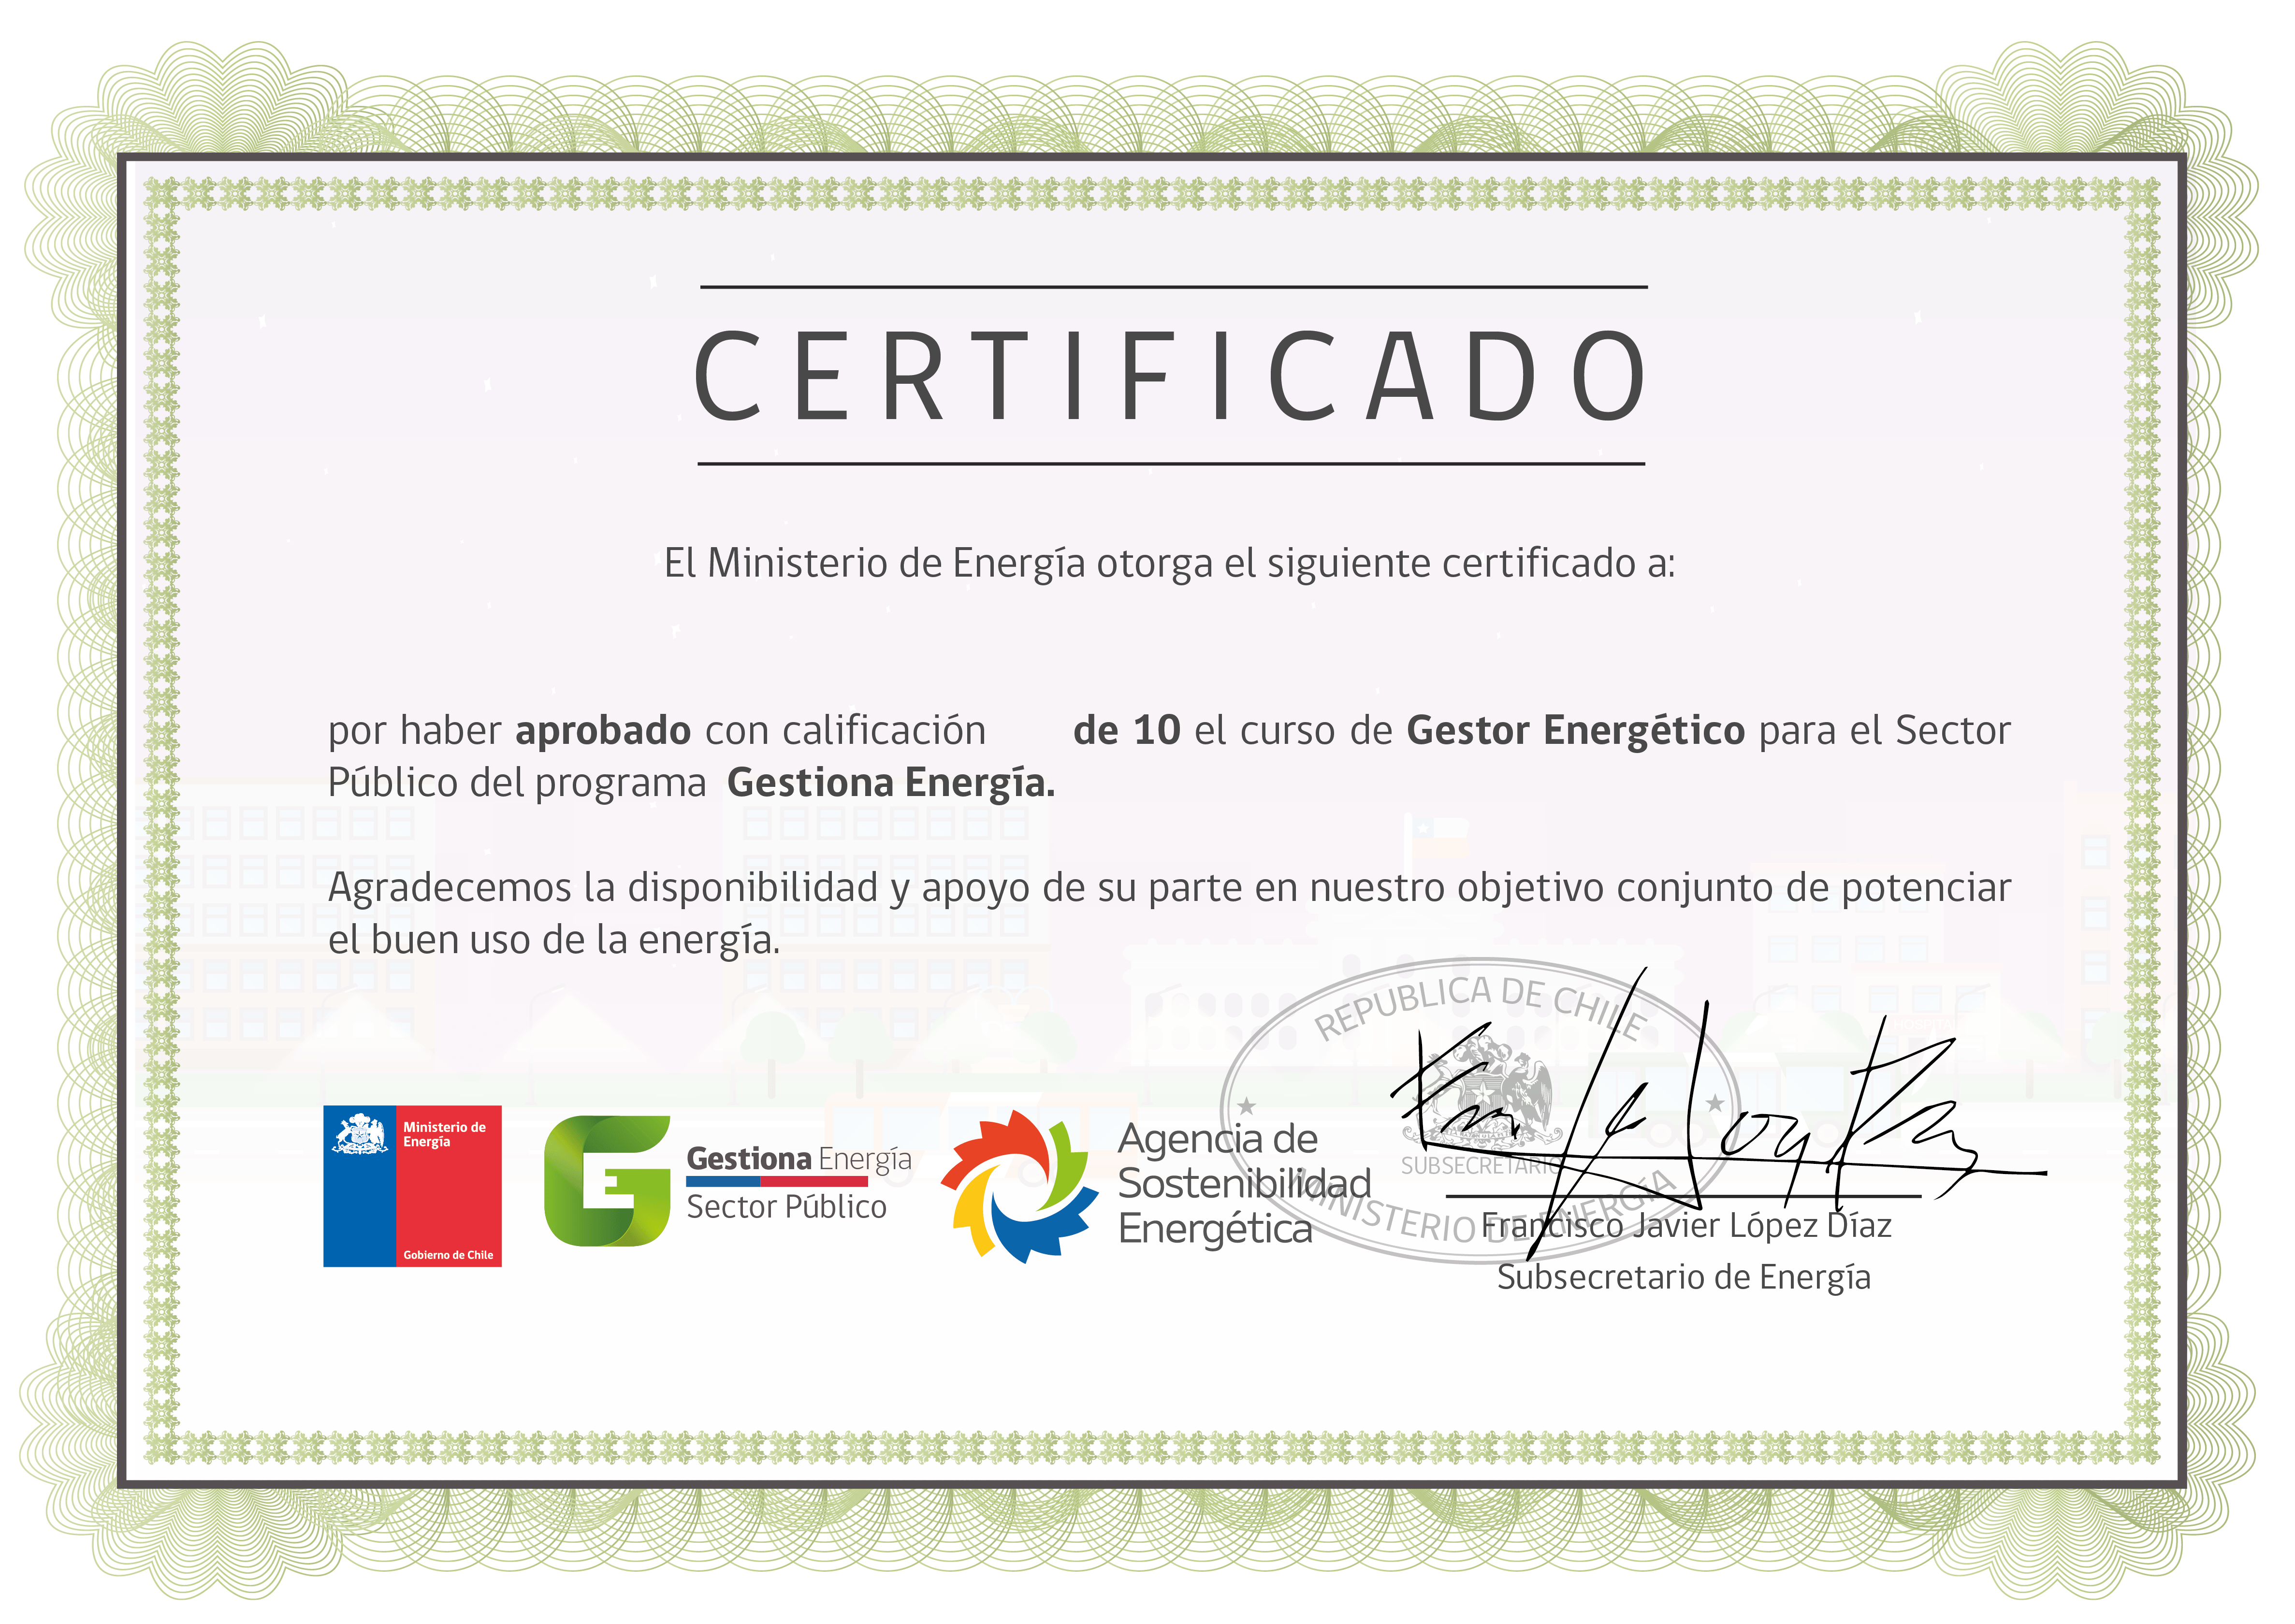 CERTIFICADO
El Ministerio de Energía otorga el siguiente certificado a:
por haber aprobado con calificación de 10 el curso de Gestor Energético para el Sector
Público del programa Gestiona Energía.
Agradecemos la disponibilidad y apoyo de su parte en nuestro objetivo conjunto de potenciar
el buen uso de la energía.
Ministerio de
Energía
Gobierno de Chile
Gestiona Energía
Sector Público
Agencia de
Sostenibilidad
Energética
REPUBLICA DE CHILE
SUBSECRETARIO
MINISTERIO DE ENERGÍA
Francisco Javier López Díaz
Subsecretario de Energía